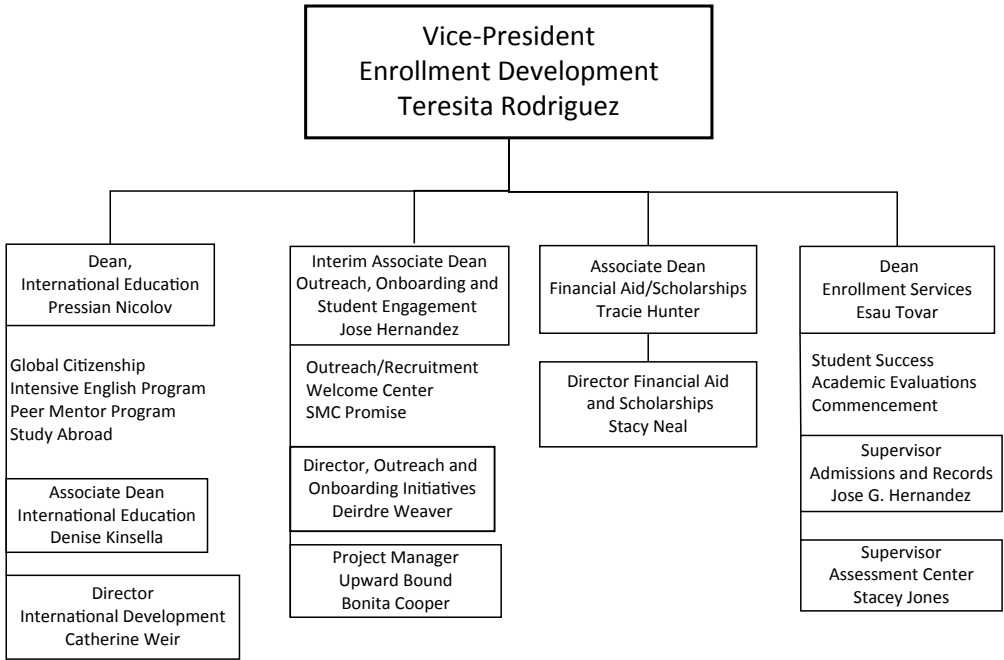 Vice-President
Enrollment Development
Teresita Rodriguez
Dean,
International Education
Pressian Nicolov
Global Citizenship
Intensive English Program
Peer Mentor Program
Study Abroad
Associate Dean
International Education
Denise Kinsella
Director
International Development
Catherine Weir
Interim Associate Dean
Outreach, Onboarding and
Student Engagement
Jose Hernandez
Outreach/Recruitment
Welcome Center
SMC Promise
Director, Outreach and
Onboarding Initiatives
Deirdre Weaver
Project Manager
Upward Bound
Bonita Cooper
Associate Dean
Financial Aid/Scholarships
Tracie Hunter
Director Financial Aid
and Scholarships
Stacy Neal
Dean
Enrollment Services
Esau Tovar
Student Success
Academic Evaluations
Commencement
Supervisor
Admissions and Records
Jose G. Hernandez
Supervisor
Assessment Center
Stacey Jones